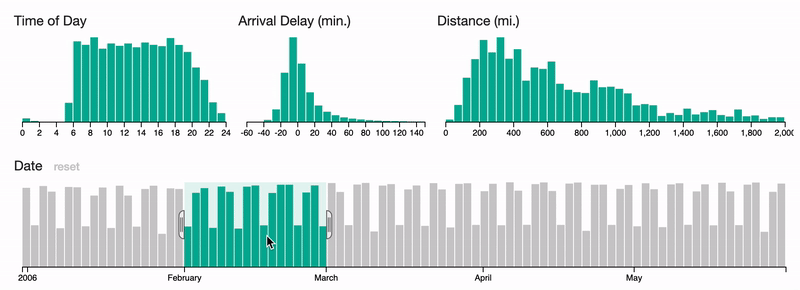 Time of Day
Arrival Delay (min.)
Distance (mi.)
0 2 4 6 8 10 12 14 16 18 20 22 24
-60 -40 -20 0 20 40 60 80 100 120 140
0 200 400 600 800 1,000 1,200 1,400 1,600 1,800 2,000
Date reset
2006 February March April May